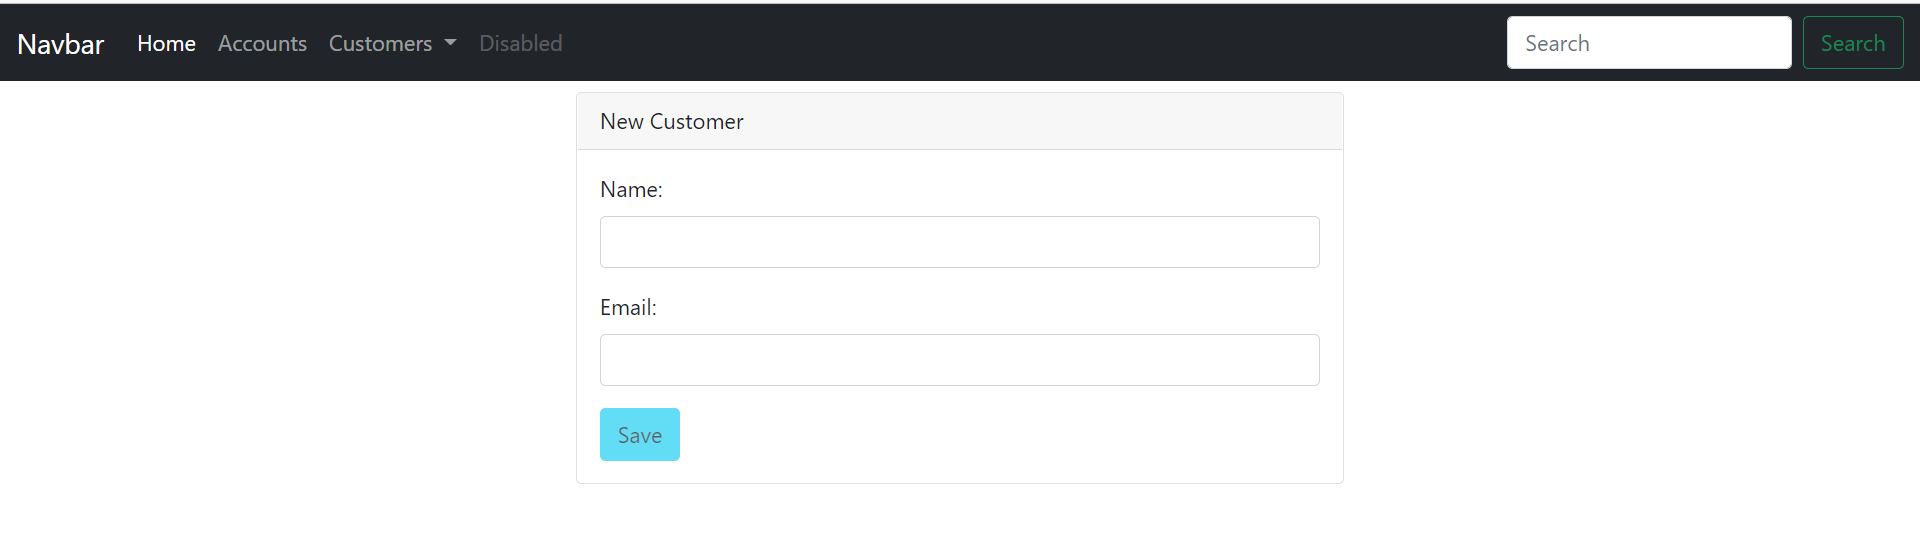 Navbar Home Accounts Customers Disabled Search Search
New Customer
Name:
Email:
Save